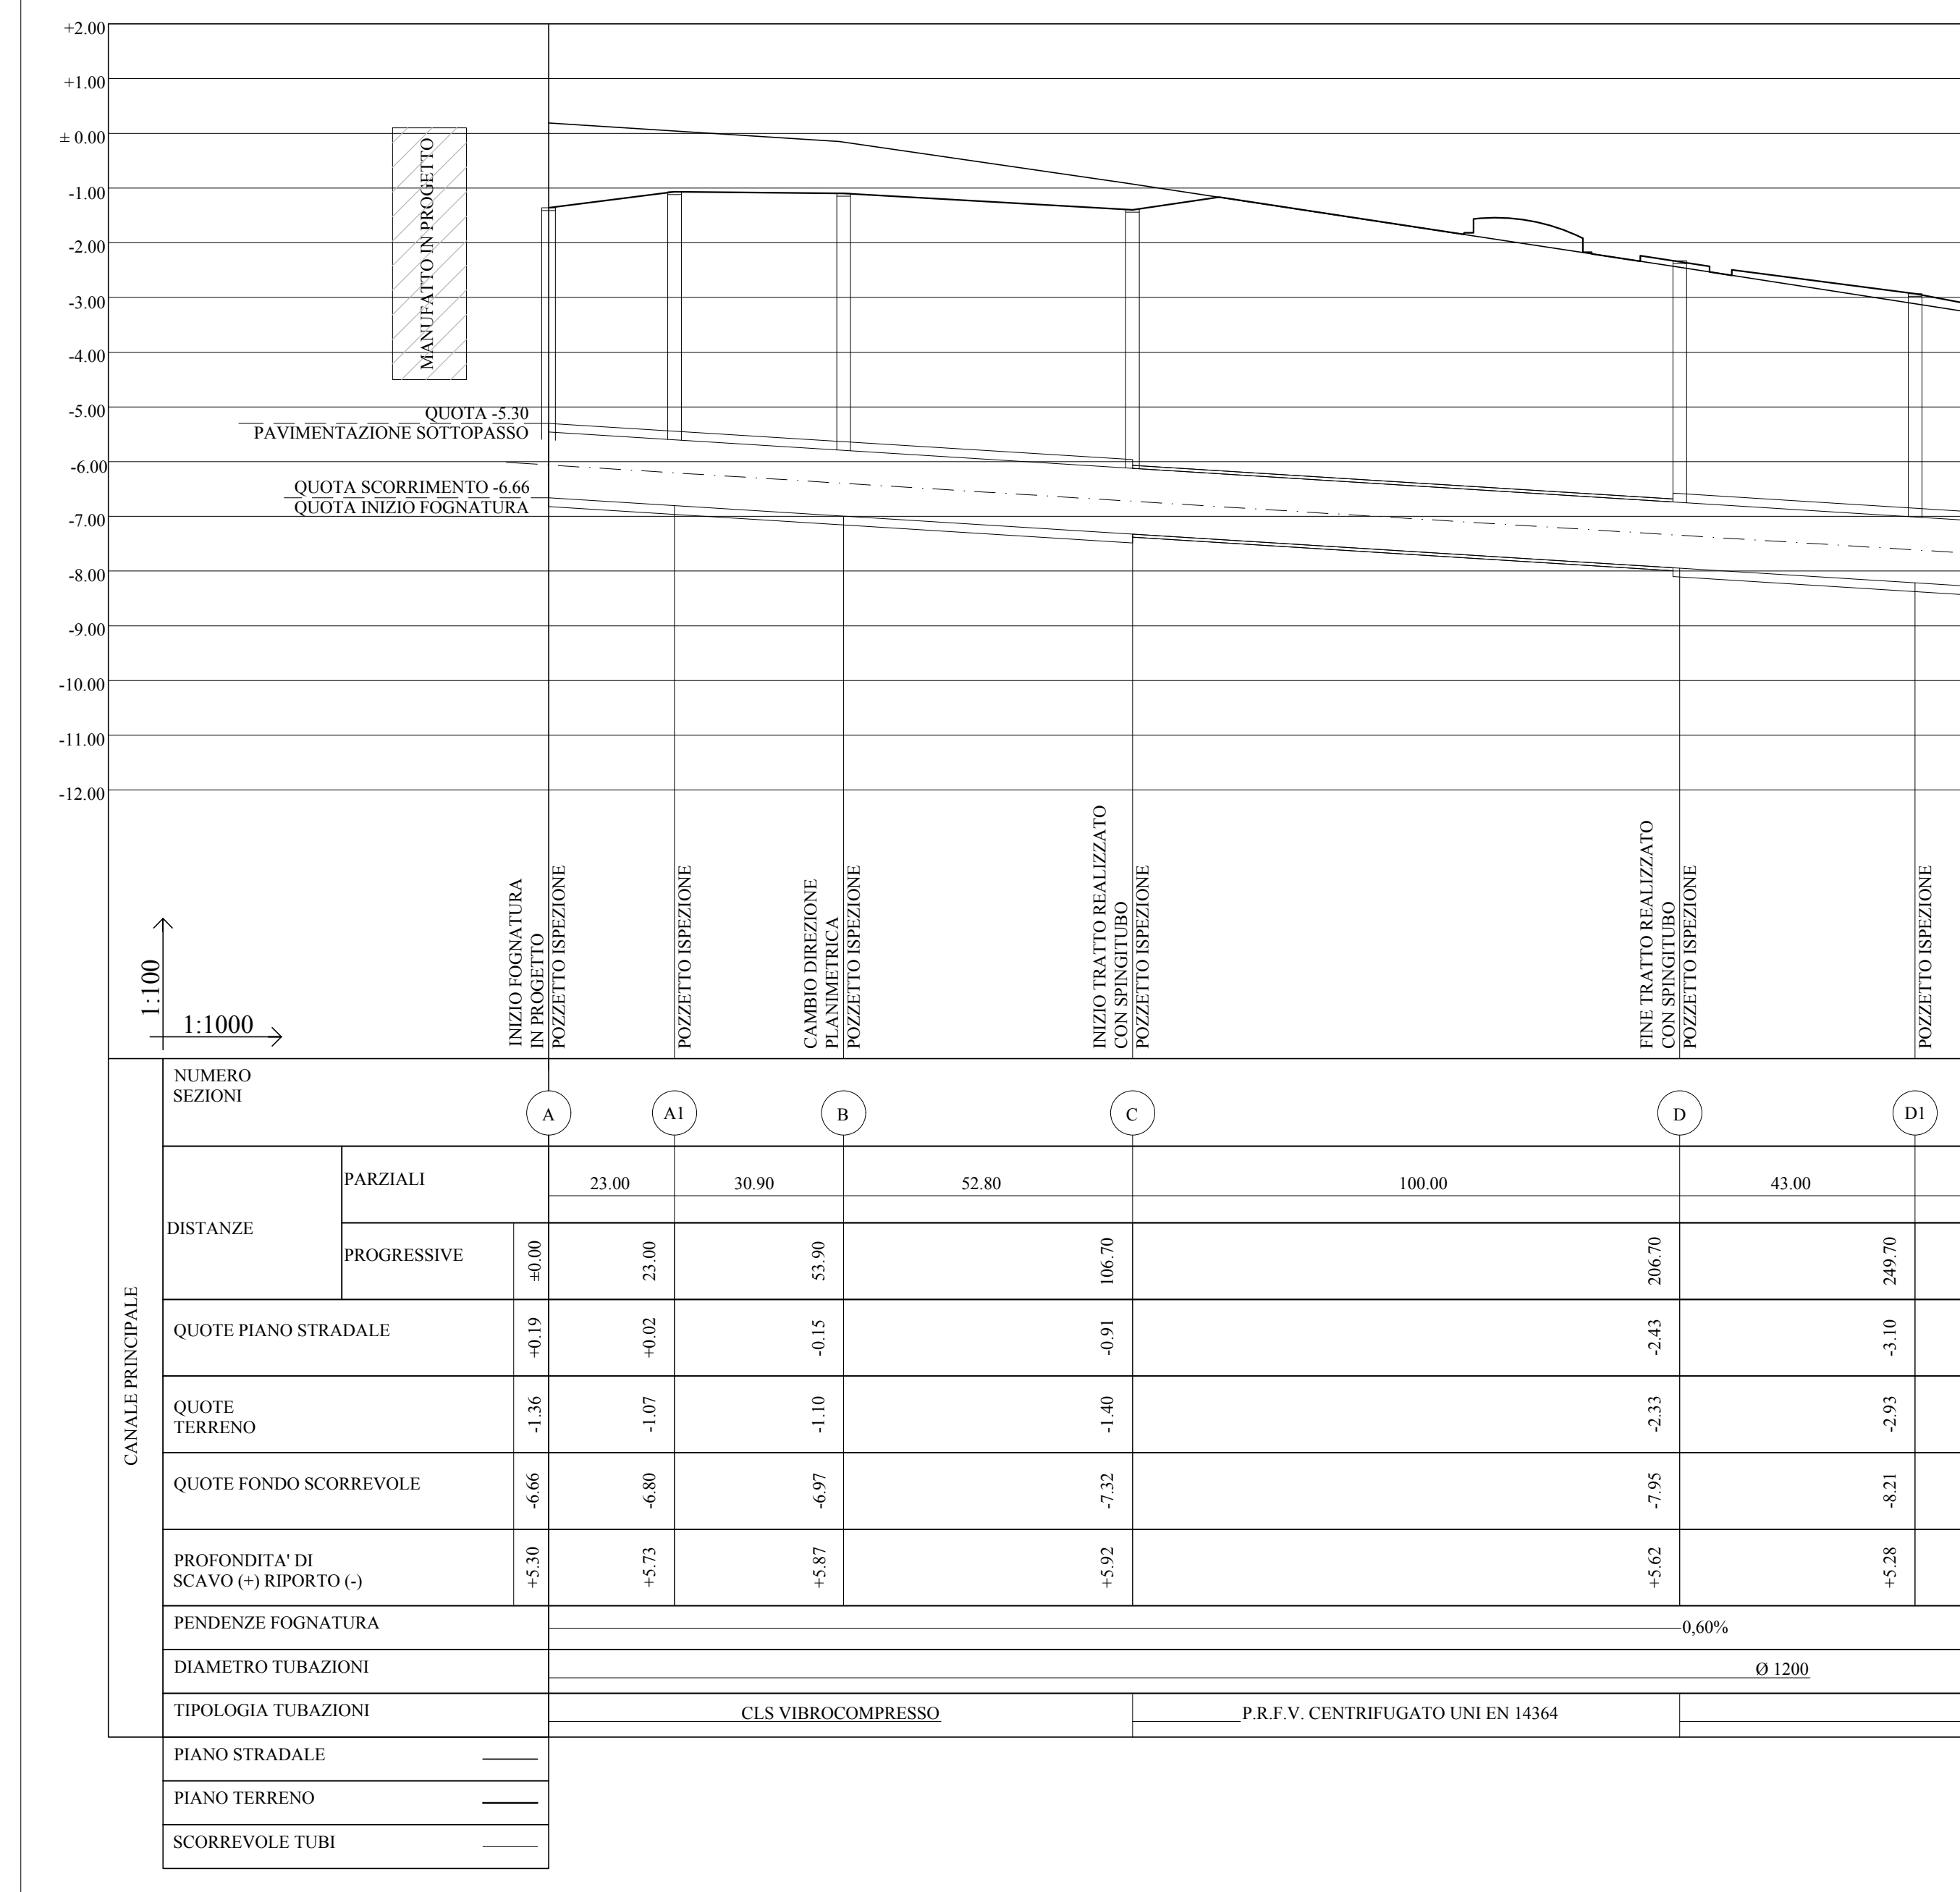 +2.00
+1.00
± 0.00
-1.00
-2.00
-3.00
-4.00
-5.00
-6.00
-7.00
-8.00
-9.00
-10.00
-11.00
-12.00
MANUFATTO IN PROGETTO
QUOTA -5.30
PAVIMENTAZIONE SOTTOPASSO
QUOTA SCORRIMENTO -6.66
QUOTA INIZIO FOGNATURA
1:100
1:1000
INIZIO FOGNATURA
IN PROGETTO
POZZETTO ISPEZIONE
POZZETTO ISPEZIONE
CAMBIO DIREZIONE
PLANIMETRICA
POZZETTO ISPEZIONE
INIZIO TRATTO REALIZZATO
CON SPINGITUBO
POZZETTO ISPEZIONE
FINE TRATTO REALIZZATO
CON SPINGITUBO
POZZETTO ISPEZIONE
POZZETTO ISPEZIONE
CANALE PRINCIPALE
NUMERO
SEZIONI
A A1 B C D D1
DISTANZE
PARZIALI
23.00 30.90 52.80 100.00 43.00
PROGRESSIVE
±0.00 23.00 53.90 106.70 206.70 249.70
QUOTE PIANO STRADALE
+0.19 +0.02 -0.15 -0.91 -2.43 -3.10
QUOTE
TERRENO
-1.36 -1.07 -1.10 -1.40 -2.33 -2.93
QUOTE FONDO SCORREVOLE
-6.66 -6.80 -6.97 -7.32 -7.95 -8.21
PROFONDITA' DI
SCAVO (+) RIPORTO (-)
+5.30 +5.73 +5.87 +5.92 +5.62 +5.28
PENDENZE FOGNATURA
0,60%
DIAMETRO TUBAZIONI
Ø 1200
TIPOLOGIA TUBAZIONI
CLS VIBROCOMPRESSO
P.R.F.V. CENTRIFUGATO UNI EN 14364
PIANO STRADALE
PIANO TERRENO
SCORREVOLE TUBI